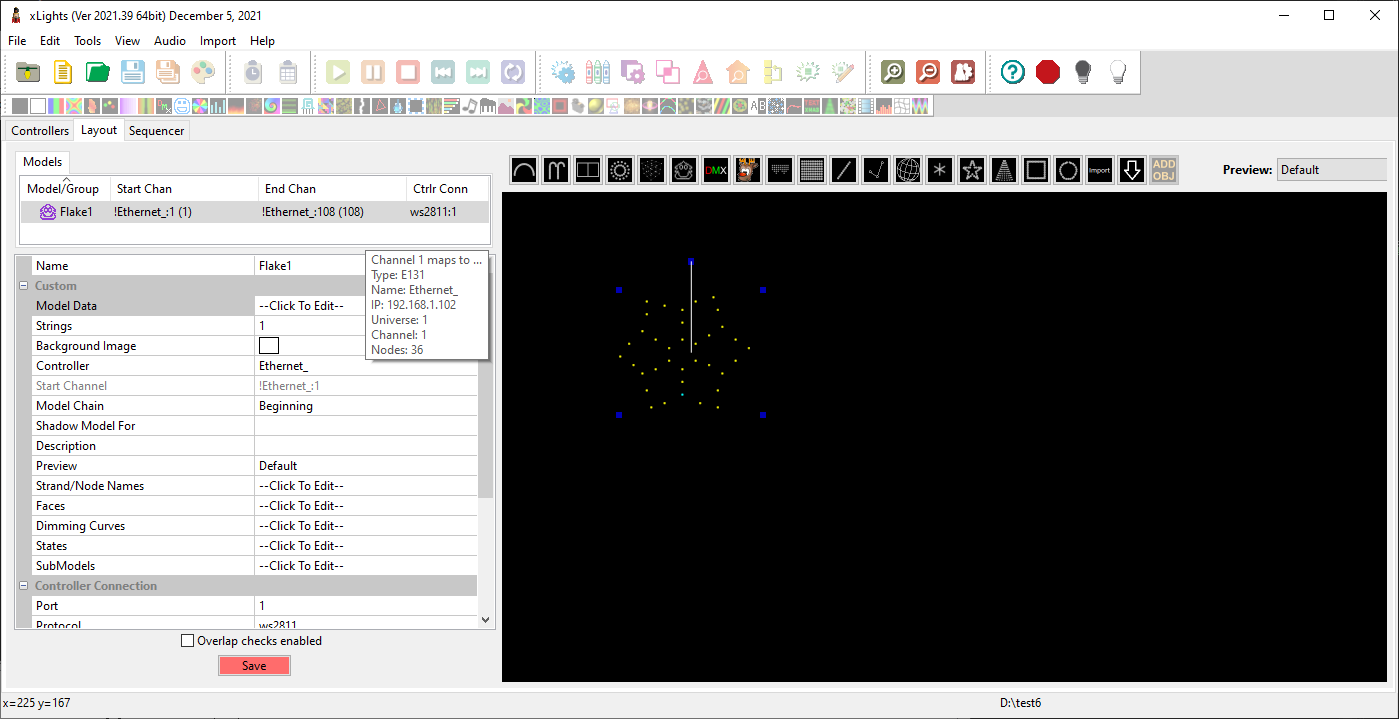 xLights (Ver 2021.39 64bit) December 5, 2021
File Edit Tools View Audio Import Help
Controllers Layout Sequencer
Models
Model/Group Start Chan End Chan Ctrlr Conn
Flake1 !Ethernet_:1 (1) !Ethernet_:108 (108) ws2811:1
DMX
Import
ADD OBJ
Preview: Default
Name Flake1
Custom
Model Data --Click To Edit--
Strings 1
Background Image
Controller Ethernet_
Start Channel !Ethernet_:1
Model Chain Beginning
Shadow Model For
Description
Preview Default
Strand/Node Names --Click To Edit--
Faces --Click To Edit--
Dimming Curves --Click To Edit--
States --Click To Edit--
SubModels --Click To Edit--
Controller Connection
Port 1
Protocol ws2811
Channel 1 maps to ...
Type: E131
Name: Ethernet_
IP: 192.168.1.102
Universe: 1
Channel: 1
Nodes: 36
Overlap checks enabled
Save
x=225 y=167
D:\test6